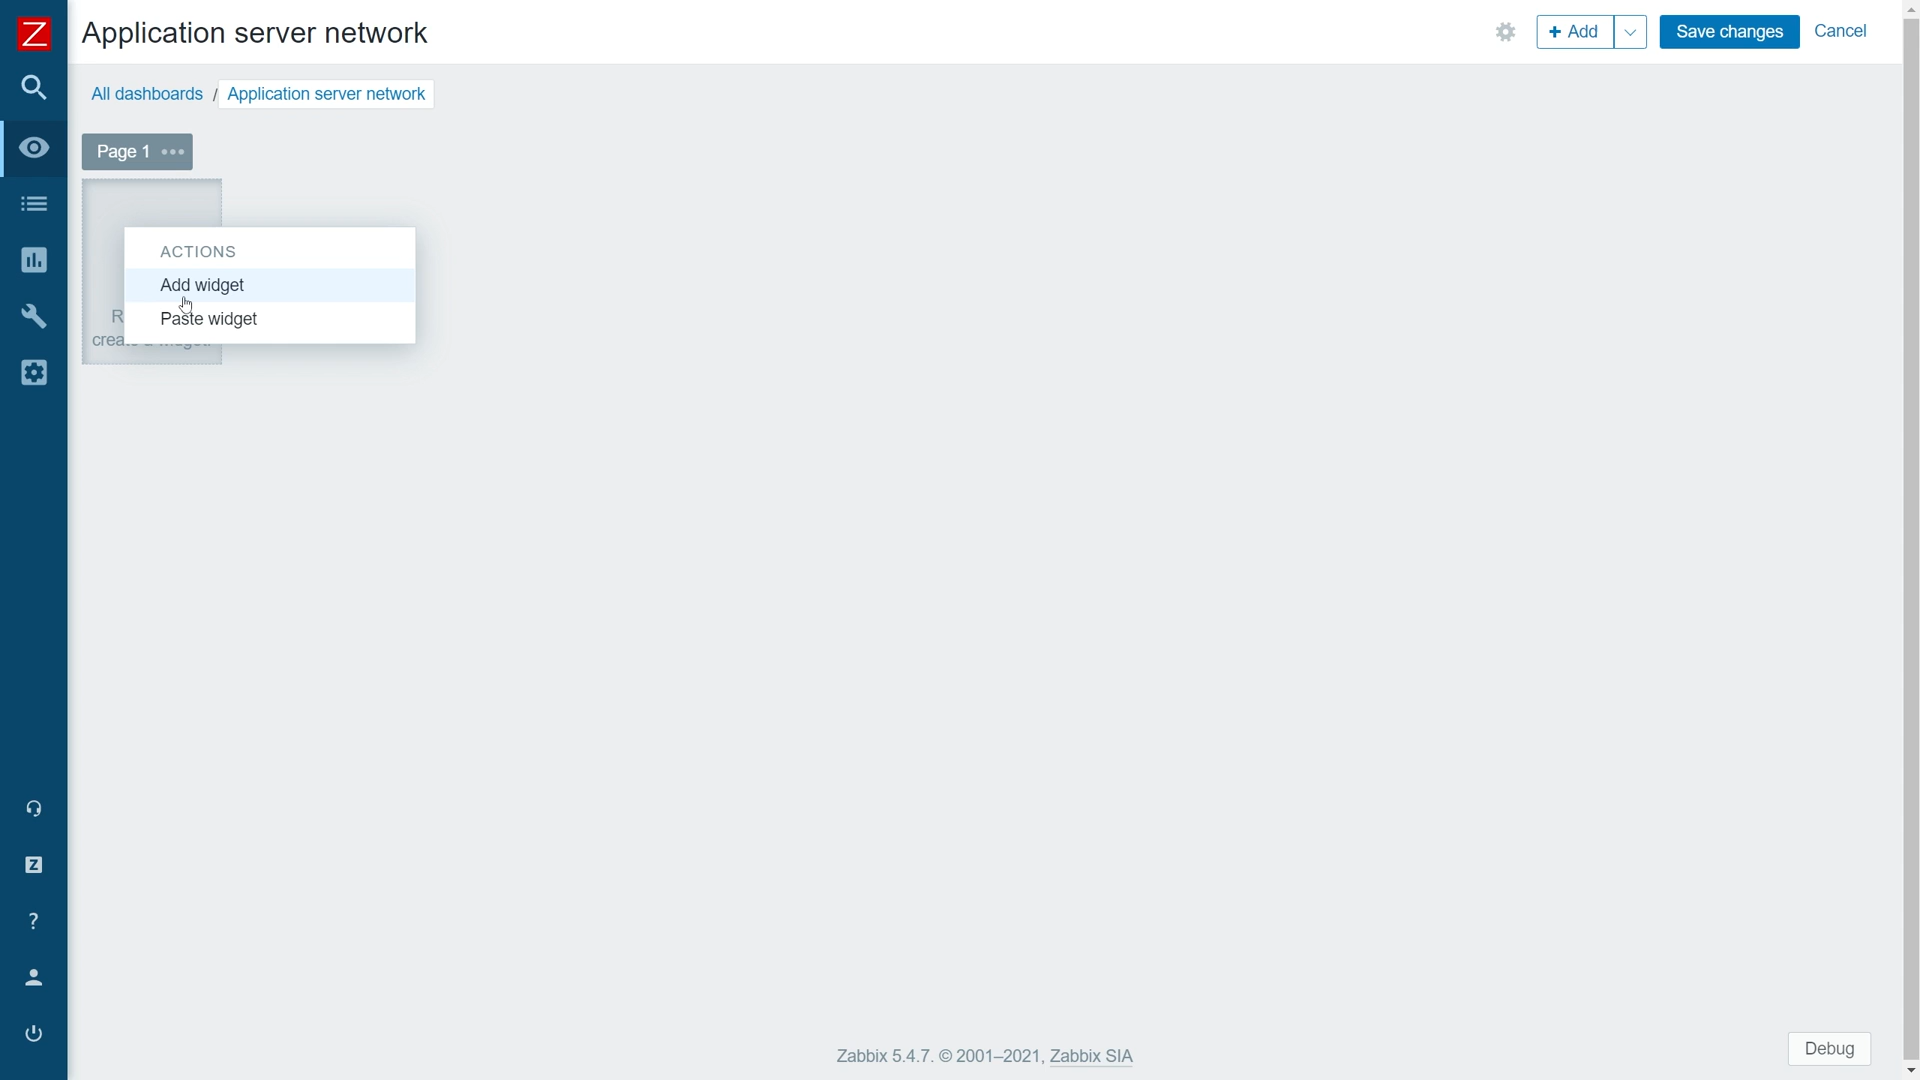 Z
Application server network
+ Add
Save changes
Cancel
All dashboards / Application server network
Page 1 •••
ACTIONS
Add widget
Paste widget
Z
?
Zabbix 5.4.7. © 2001–2021, Zabbix SIA
Debug